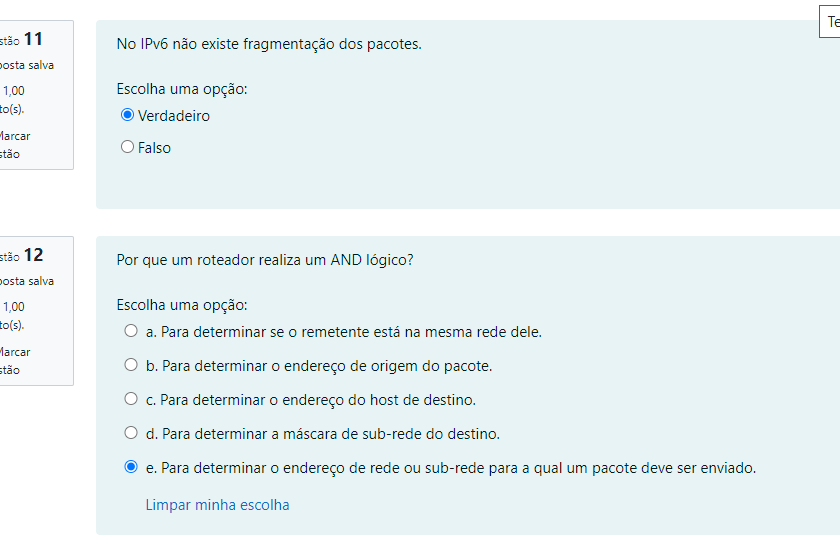 stão 11
posta salva
1,00
to(s).
Marcar
stão
No IPv6 não existe fragmentação dos pacotes.
Escolha uma opção:
Verdadeiro
Falso
Te
stão 12
posta salva
1,00
to(s).
Marcar
stão
Por que um roteador realiza um AND lógico?
Escolha uma opção:
a. Para determinar se o remetente está na mesma rede dele.
b. Para determinar o endereço de origem do pacote.
c. Para determinar o endereço do host de destino.
d. Para determinar a máscara de sub-rede do destino.
e. Para determinar o endereço de rede ou sub-rede para a qual um pacote deve ser enviado.
Limpar minha escolha